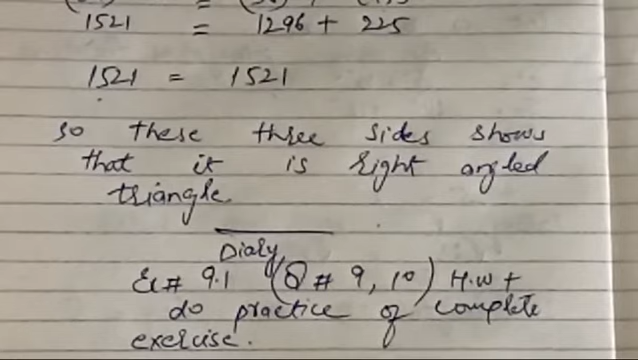 1521 = 1296 + 225
1521 = 1521
so these three sides shows
that it is right angled
triangle.
Diary
Ex # 9.1 (Q # 9, 10) H.w +
do practice of complete
exercise.